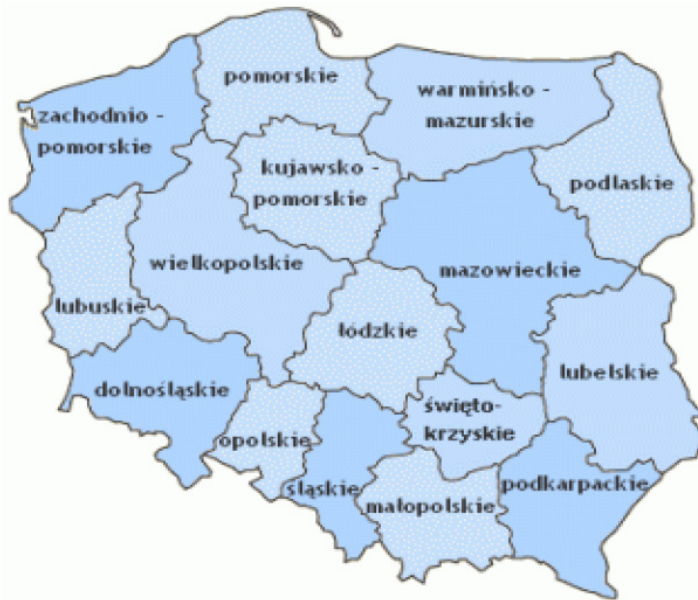 pomorskie
warmińsko -
mazurskie
zachodnio -
pomorskie
kujawsko -
pomorskie
podlaskie
wielkopolskie
mazowieckie
lubuskie
łódzkie
lubelskie
dolnośląskie
święto-
krzyskie
opolskie
śląskie
małopolskie
podkarpackie